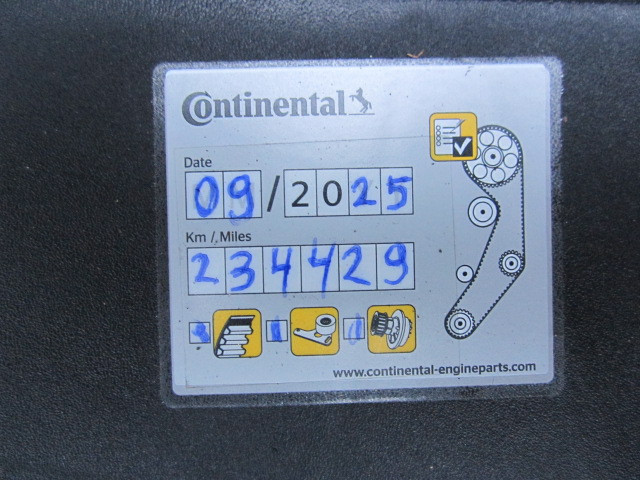 Continental
Date
09/2025
Km / Miles
234429
www.continental-engineparts.com